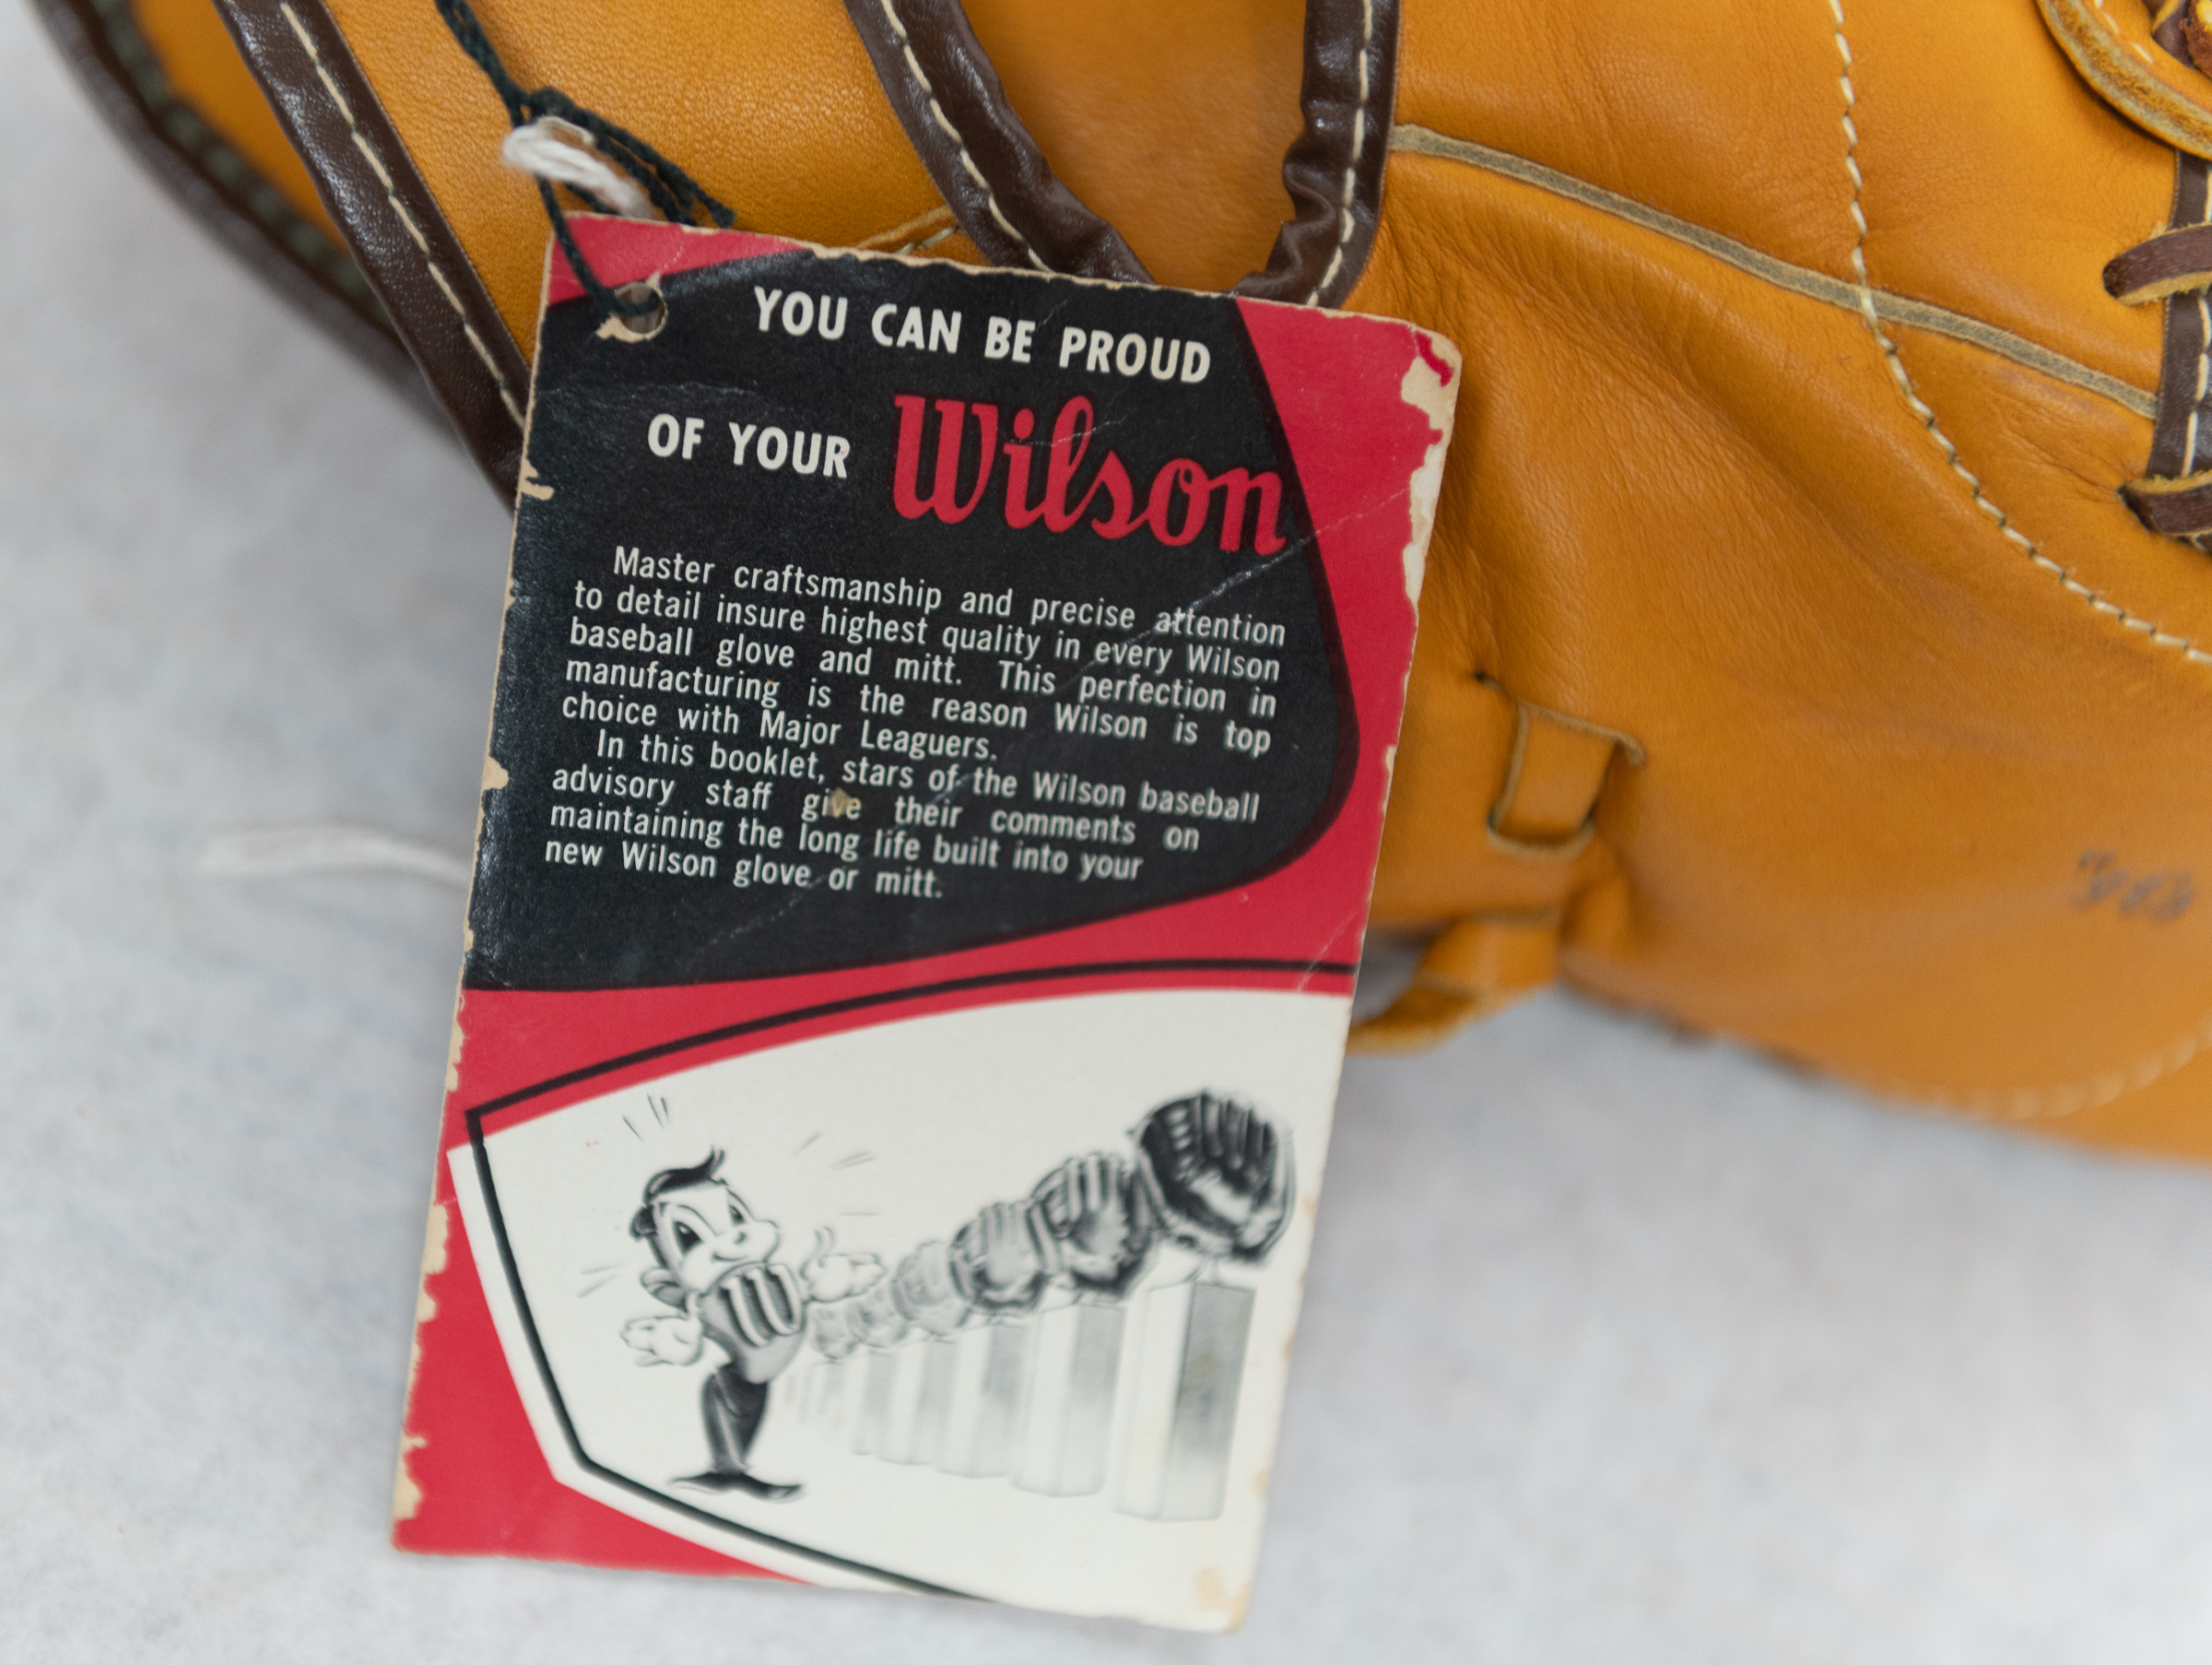 YOU CAN BE PROUD
OF YOUR Wilson
Master craftsmanship and precise attention
to detail insure highest quality in every Wilson
baseball glove and mitt. This perfection in
manufacturing is the reason Wilson is top
choice with Major Leaguers.
In this booklet, stars of the Wilson baseball
advisory staff give their comments on
maintaining the long life built into your
new Wilson glove or mitt.